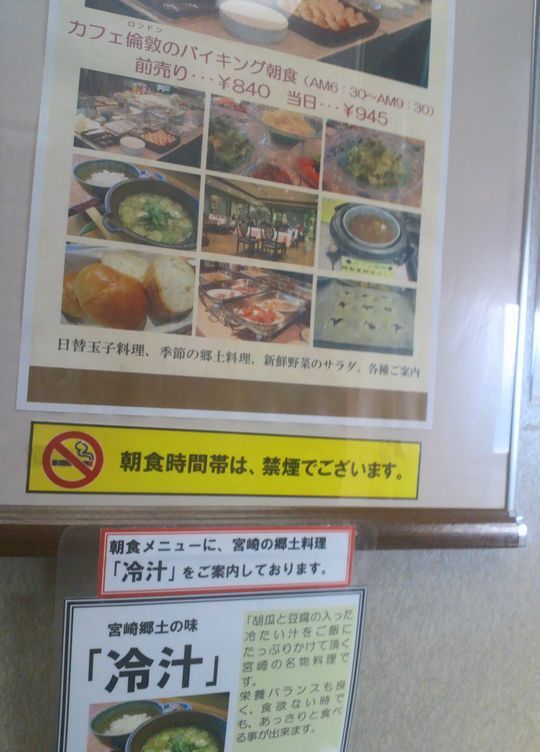 ロンドン
カフェ倫敦のバイキング朝食（AM6：30〜AM9：30）
前売り…¥840 当日…¥945
日替玉子料理、季節の郷土料理、新鮮野菜のサラダ、各種ご案内
朝食時間帯は、禁煙でございます。
朝食メニューに、宮崎の郷土料理
「冷汁」をご案内しております。
宮崎郷土の味
「冷汁」
「胡瓜と豆腐の入った
冷たい汁をご飯に
たっぷりかけて頂く
宮崎の名物料理で
す。
栄養バランスも良
く、食欲ない時で
も、あっさりと食べ
る事が出来ます。